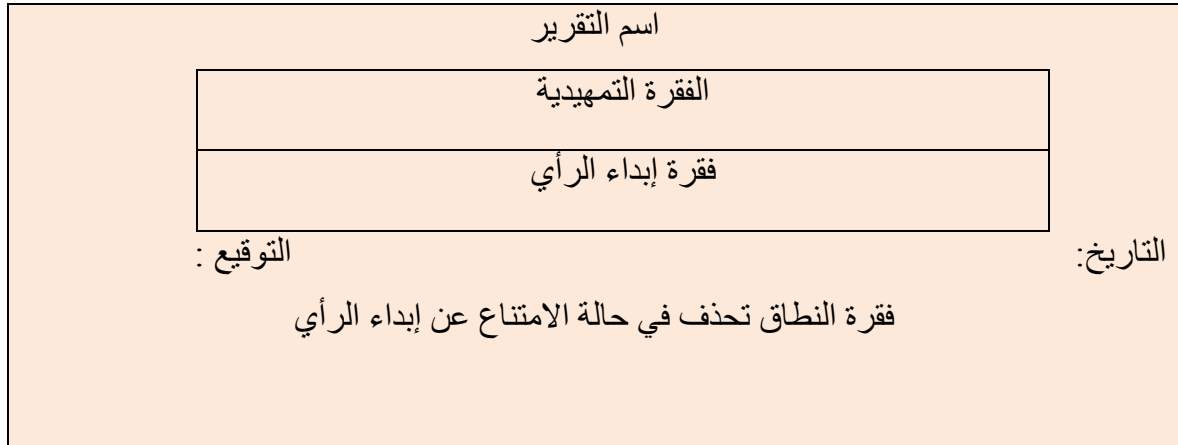 اسم التقرير
الفقرة التمهيدية
فقرة إبداء الرأي
التاريخ: التوقيع :
فقرة النطاق تحذف في حالة الامتناع عن إبداء الرأي